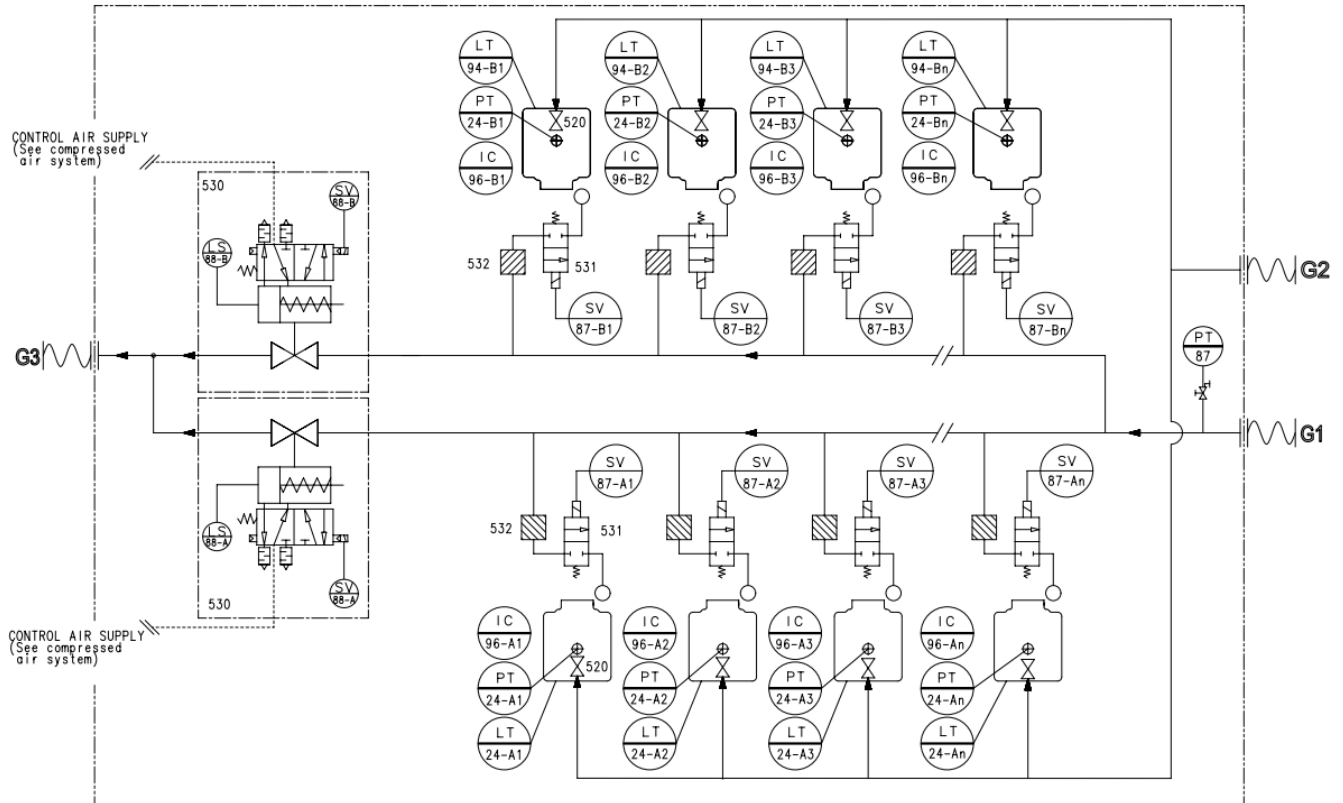 LT
94-B1
LT
94-B2
LT
94-B3
LT
94-Bn
PT
24-B1
520
PT
24-B2
PT
24-B3
PT
24-Bn
CONTROL AIR SUPPLY
(See compressed
air system)
IC
96-B1
IC
96-B2
IC
96-B3
IC
96-Bn
530
SV
88-B
LS
88-B
532
531
G2
SV
87-B1
SV
87-B2
SV
87-B3
SV
87-Bn
G3
PT
87
G1
SV
87-A1
SV
87-A2
SV
87-A3
SV
87-An
532
531
LS
88-A
SV
88-A
530
CONTROL AIR SUPPLY
(See compressed
air system)
IC
96-A1
IC
96-A2
IC
96-A3
IC
96-An
520
PT
24-A1
PT
24-A2
PT
24-A3
PT
24-An
LT
24-A1
LT
24-A2
LT
24-A3
LT
24-An